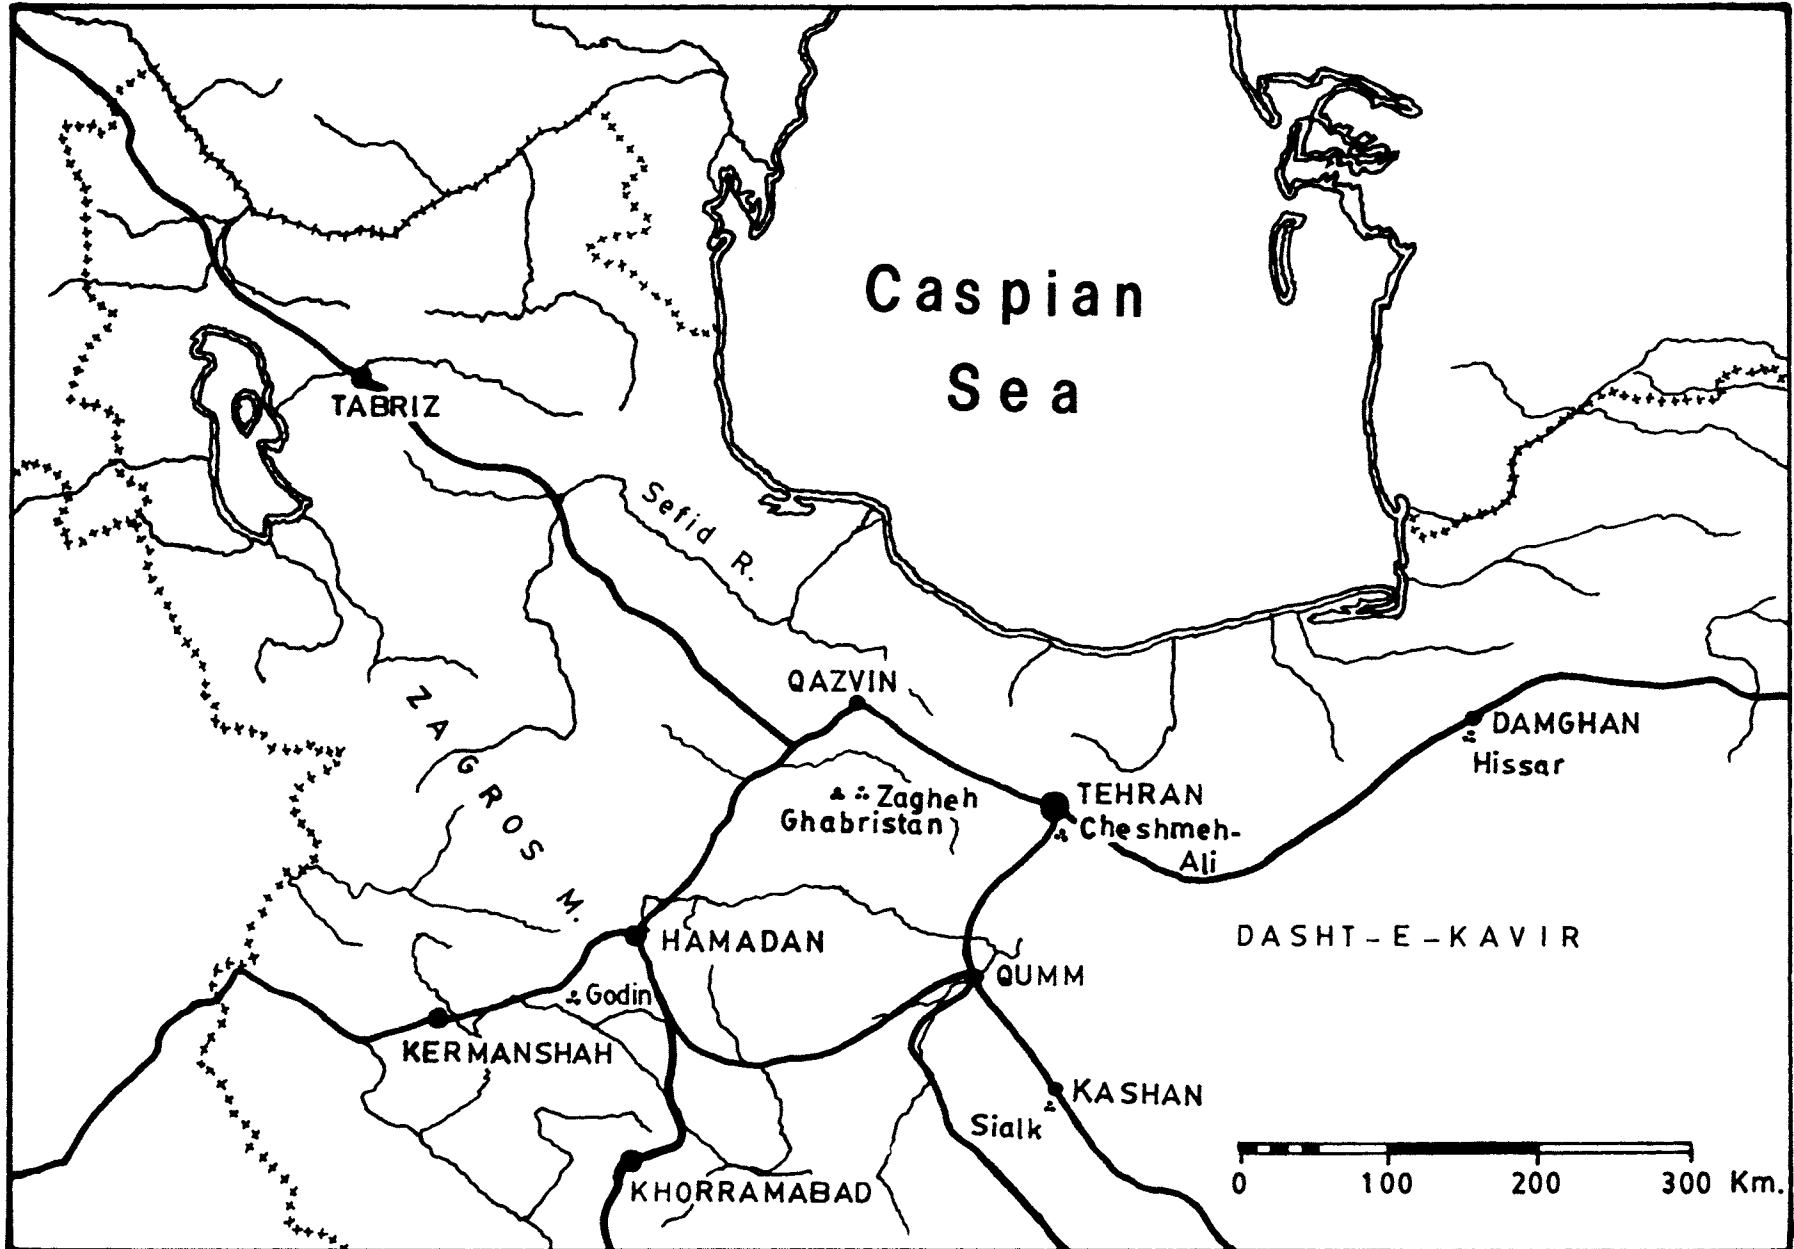 Caspian
Sea
TABRIZ
Sefid R.
QAZVIN
ZAGROS M.
DAMGHAN
Hissar
Zagheh
Ghabristan
TEHRAN
Cheshmeh-
Ali
HAMADAN
DASHT-E-KAVIR
QUMM
Godin
KERMANSHAH
KASHAN
Sialk
KHORRAMABAD
0 100 200 300 Km.